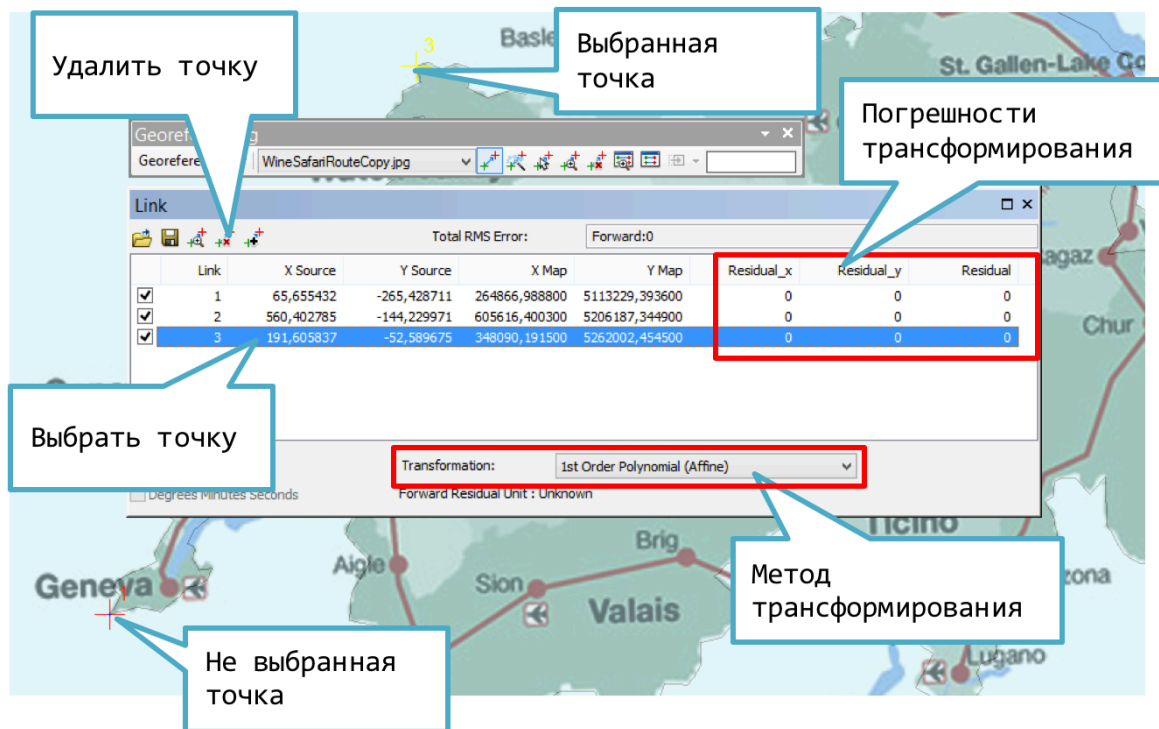 Удалить точку
3
Basle
Выбранная
точка
St. Gallen-Lake
Погрешности
трансформирования
WineSafariRouteCopy.jpg
Link
Total RMS Error: Forward:0
Link X Source Y Source X Map Y Map Residual_x Residual_y Residual
1 65,655432 -265,428711 264866,988800 5113229,393600 0 0 0
2 560,402785 -144,229971 605616,400300 5206187,344900 0 0 0
3 191,605837 -52,589675 348090,191500 5262002,454500 0 0 0
Chur
Выбрать точку
Transformation: 1st Order Polynomial (Affine)
Degrees Minutes Seconds Forward Residual Unit : Unknown
Ticino
Brig
Aigle
Sion
Geneva
1
Valais
Метод
трансформирования
zona
Lugano
Не выбранная
точка